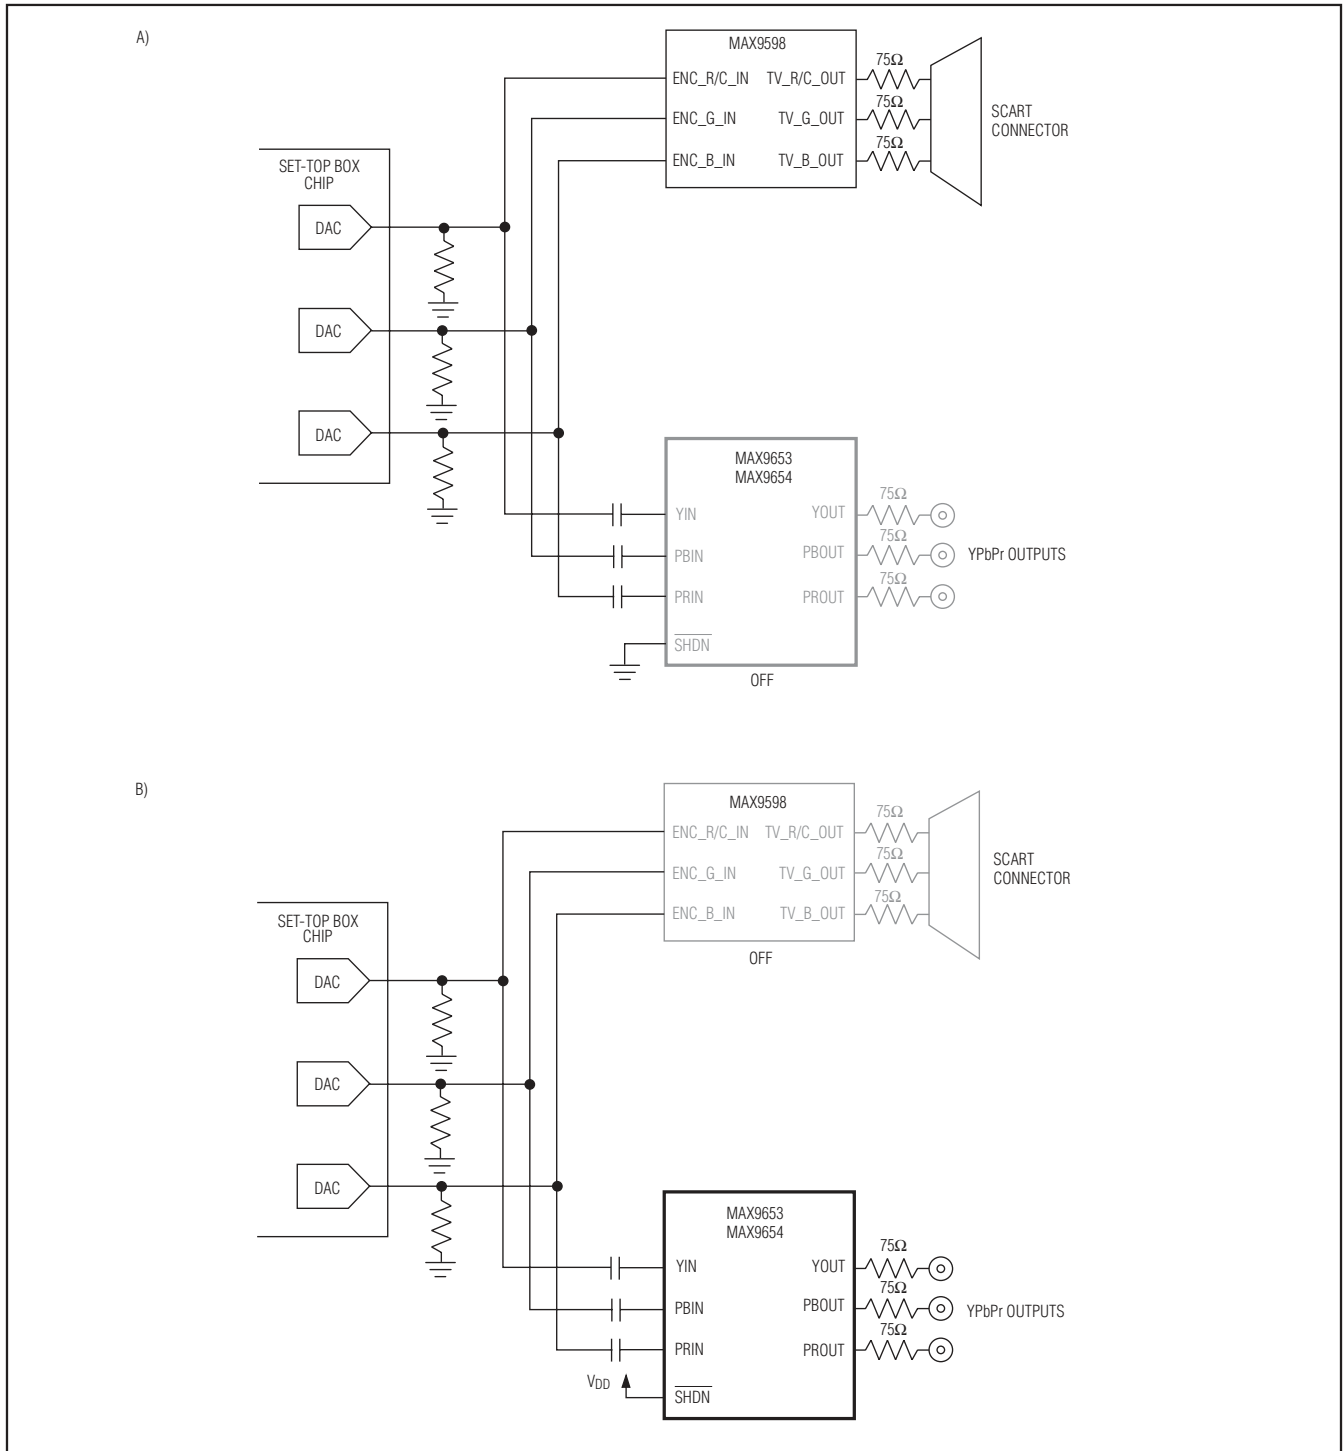 A)
MAX9598
ENC_R/C_IN TV_R/C_OUT 75Ω
ENC_G_IN TV_G_OUT 75Ω
ENC_B_IN TV_B_OUT 75Ω
SCART
CONNECTOR
SET-TOP BOX
CHIP
DAC
DAC
DAC
MAX9653
MAX9654
YIN YOUT 75Ω
PBIN PBOUT 75Ω
PRIN PROUT 75Ω
YPbPr OUTPUTS
SHDN
OFF
B)
MAX9598
ENC_R/C_IN TV_R/C_OUT 75Ω
ENC_G_IN TV_G_OUT 75Ω
ENC_B_IN TV_B_OUT 75Ω
SCART
CONNECTOR
OFF
SET-TOP BOX
CHIP
DAC
DAC
DAC
MAX9653
MAX9654
YIN YOUT 75Ω
PBIN PBOUT 75Ω
PRIN PROUT 75Ω
YPbPr OUTPUTS
VDD
SHDN